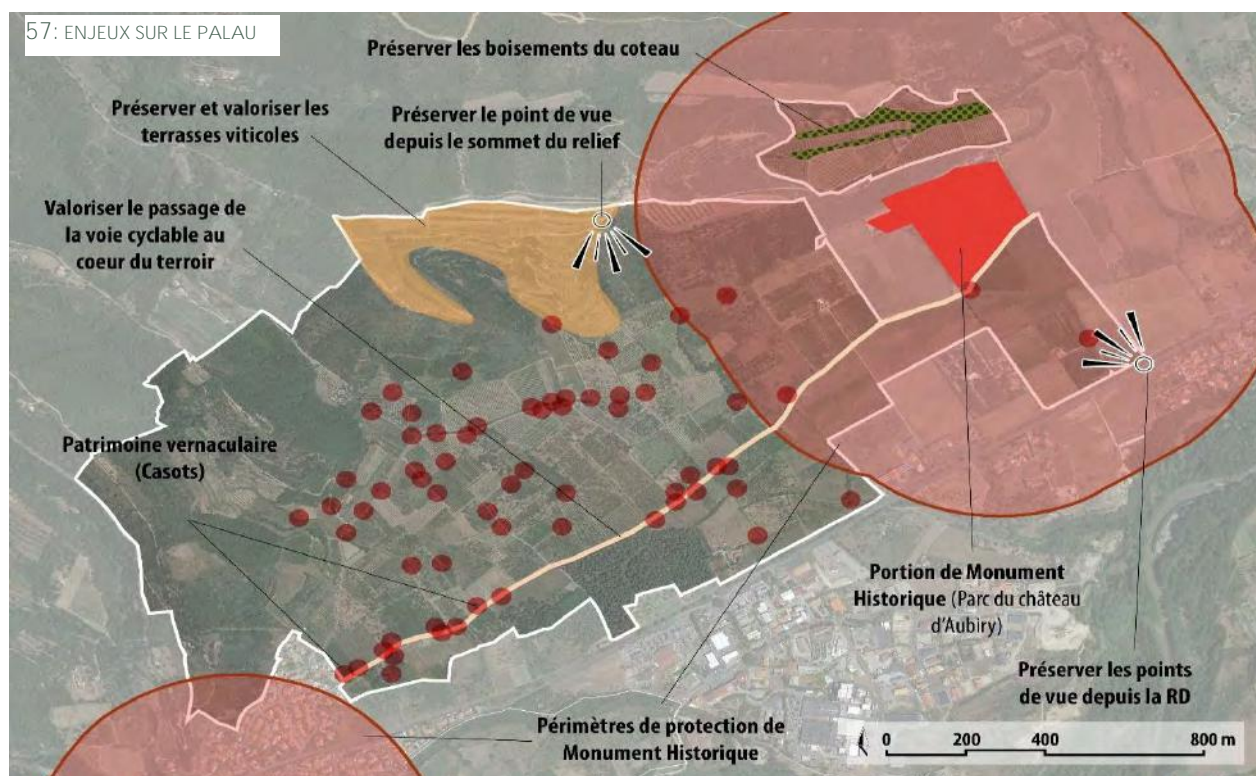 57: ENJEUX SUR LE PALAU
Préserver les boisements du coteau
Préserver et valoriser les
terrasses viticoles
Préserver le point de vue
depuis le sommet du relief
Valoriser le passage de
la voie cyclable au
coeur du terroir
Patrimoine vernaculaire
(Casots)
Portion de Monument
Historique (Parc du château
d'Aubiry)
Préserver les points
de vue depuis la RD
Périmètres de protection de
Monument Historique
0 200 400 800 m